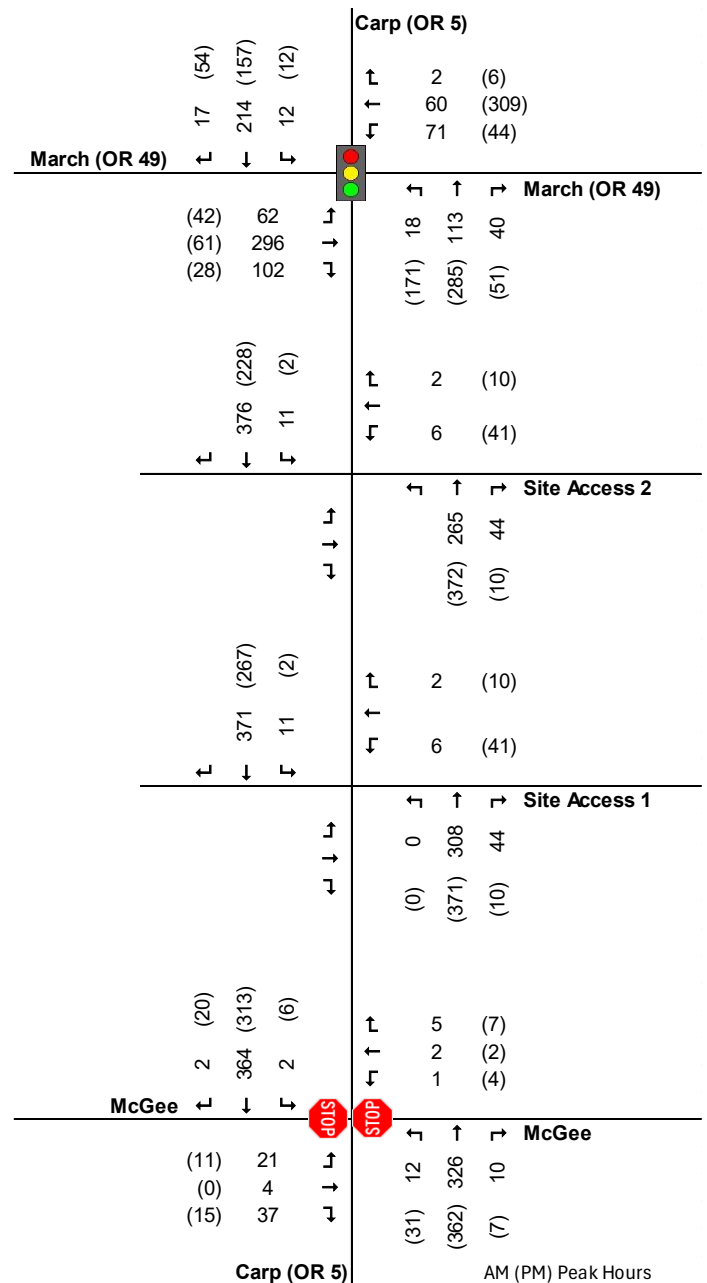 Carp (OR 5)
(54) (157) (12)
17 214 12
↑ 2 (6)
← 60 (309)
↓ 71 (44)
March (OR 49) ↵ ↓ ↳
↰ ↑ ↱ March (OR 49)
(42) 62
(61) 296 →
(28) 102
18 113 40
(171) (285) (51)
(228) (2)
376 11
2 (10)
←
6 (41)
↵ ↓ ↳
↰ ↑ ↱ Site Access 2
265 44
(372) (10)
→
(267) (2)
371 11
2 (10)
←
6 (41)
↵ ↓ ↳
↰ ↑ ↱ Site Access 1
0 308 44
(0) (371) (10)
→
(20) (313) (6)
2 364 2
5 (7)
← 2 (2)
1 (4)
McGee ↵ ↓ ↳
STOP STOP
↰ ↑ ↱ McGee
(11) 21
(0) 4 →
(15) 37
12 326 10
(31) (362) (7)
Carp (OR 5)
AM (PM) Peak Hours